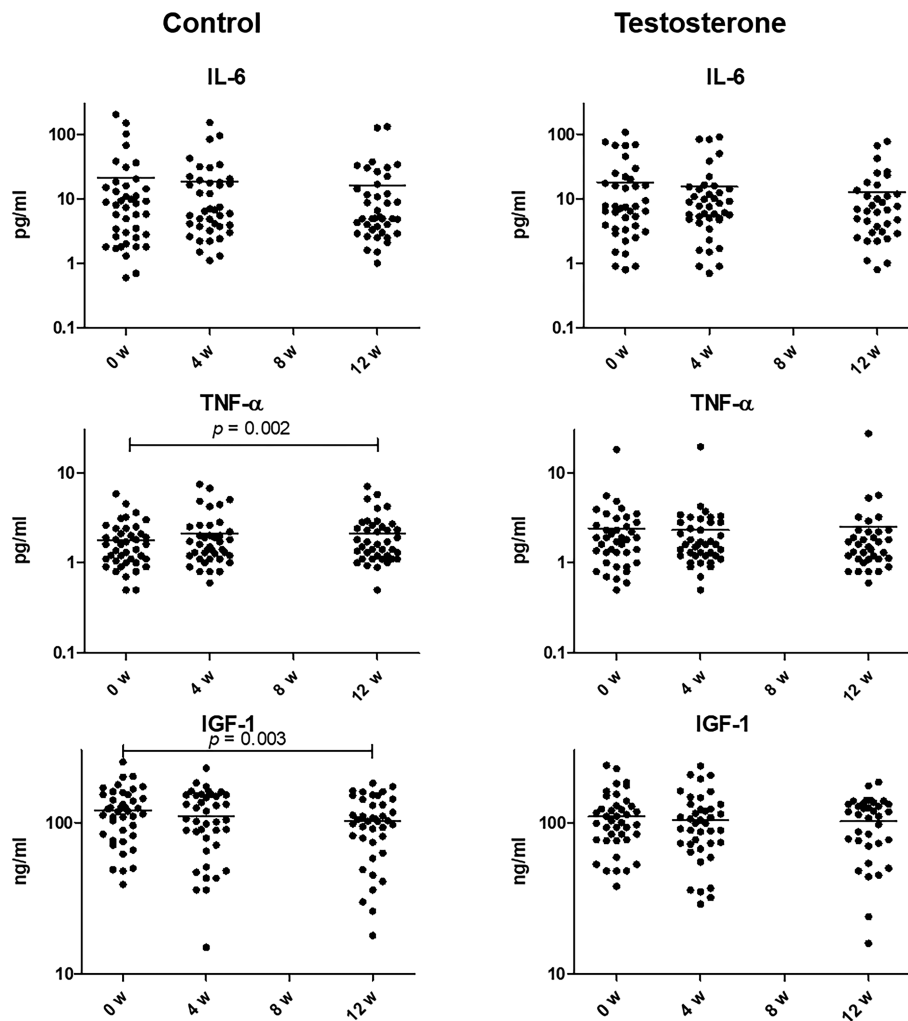 Control Testosterone
IL-6 IL-6
100 100
10 10
1 1
0.1 0.1
pg/ml pg/ml
0 w 4 w 8 w 12 w 0 w 4 w 8 w 12 w
TNF-α TNF-α
p = 0.002
10 10
1 1
0.1 0.1
pg/ml pg/ml
0 w 4 w 8 w 12 w 0 w 4 w 8 w 12 w
IGF-1 IGF-1
p = 0.003
100 100
10 10
ng/ml ng/ml
0 w 4 w 8 w 12 w 0 w 4 w 8 w 12 w